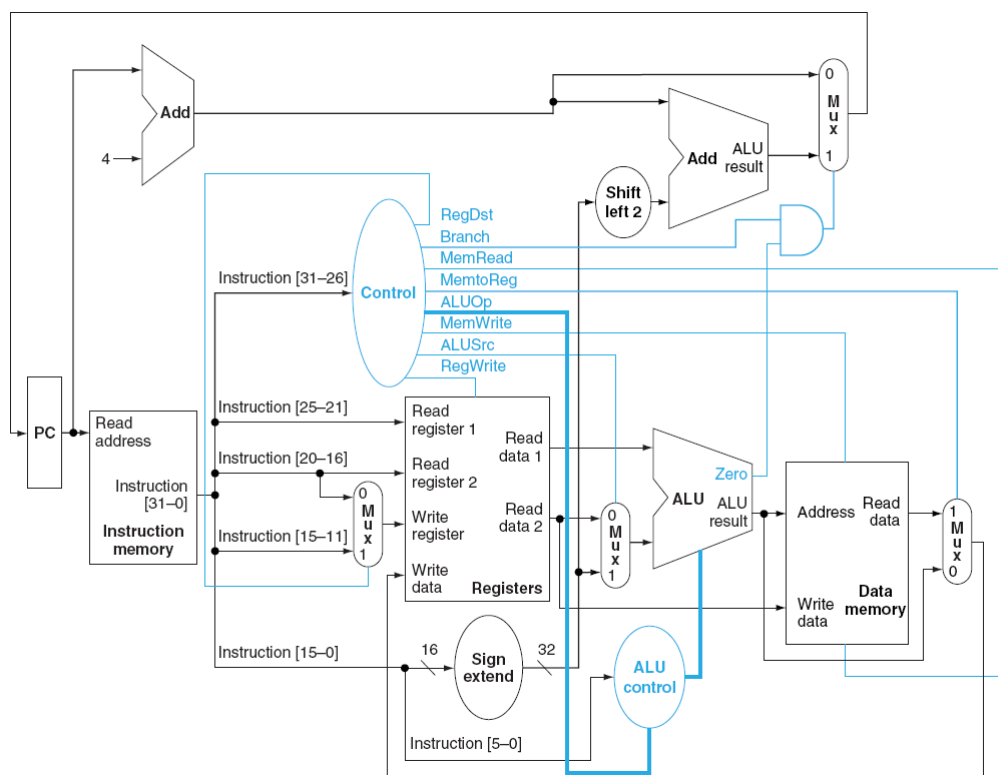 Add
4
0
M
u
x
1
Add
ALU
result
Shift
left 2
RegDst
Branch
MemRead
MemtoReg
ALUOp
MemWrite
ALUSrc
RegWrite
Control
Instruction [31–26]
Instruction [25–21]
Instruction [20–16]
Instruction [15–11]
Instruction [15–0]
Instruction [5–0]
PC
Read
address
Instruction
[31–0]
Instruction
memory
0
M
u
x
1
Read
register 1
Read
register 2
Write
register
Write
data
Read
data 1
Read
data 2
Registers
0
M
u
x
1
Zero
ALU
ALU
result
Address
Read
data
Write
data
Data
memory
1
M
u
x
0
16
Sign
extend
32
ALU
control